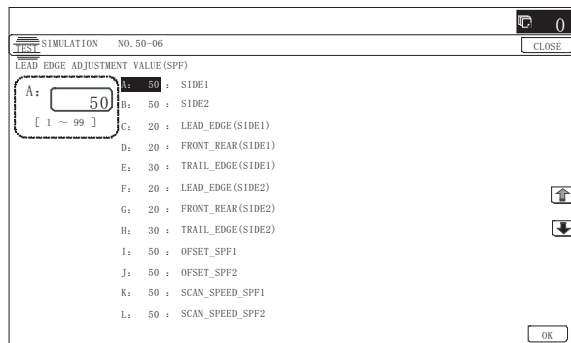 0
TEST SIMULATION NO.50-06
CLOSE
LEAD EDGE ADJUSTMENT VALUE(SPF)
A: 50
[ 1 ~ 99 ]
A: 50 : SIDE1
B: 50 : SIDE2
C: 20 : LEAD_EDGE(SIDE1)
D: 20 : FRONT_REAR(SIDE1)
E: 30 : TRAIL_EDGE(SIDE1)
F: 20 : LEAD_EDGE(SIDE2)
G: 20 : FRONT_REAR(SIDE2)
H: 30 : TRAIL_EDGE(SIDE2)
I: 50 : OFSET_SPF1
J: 50 : OFSET_SPF2
K: 50 : SCAN_SPEED_SPF1
L: 50 : SCAN_SPEED_SPF2
OK